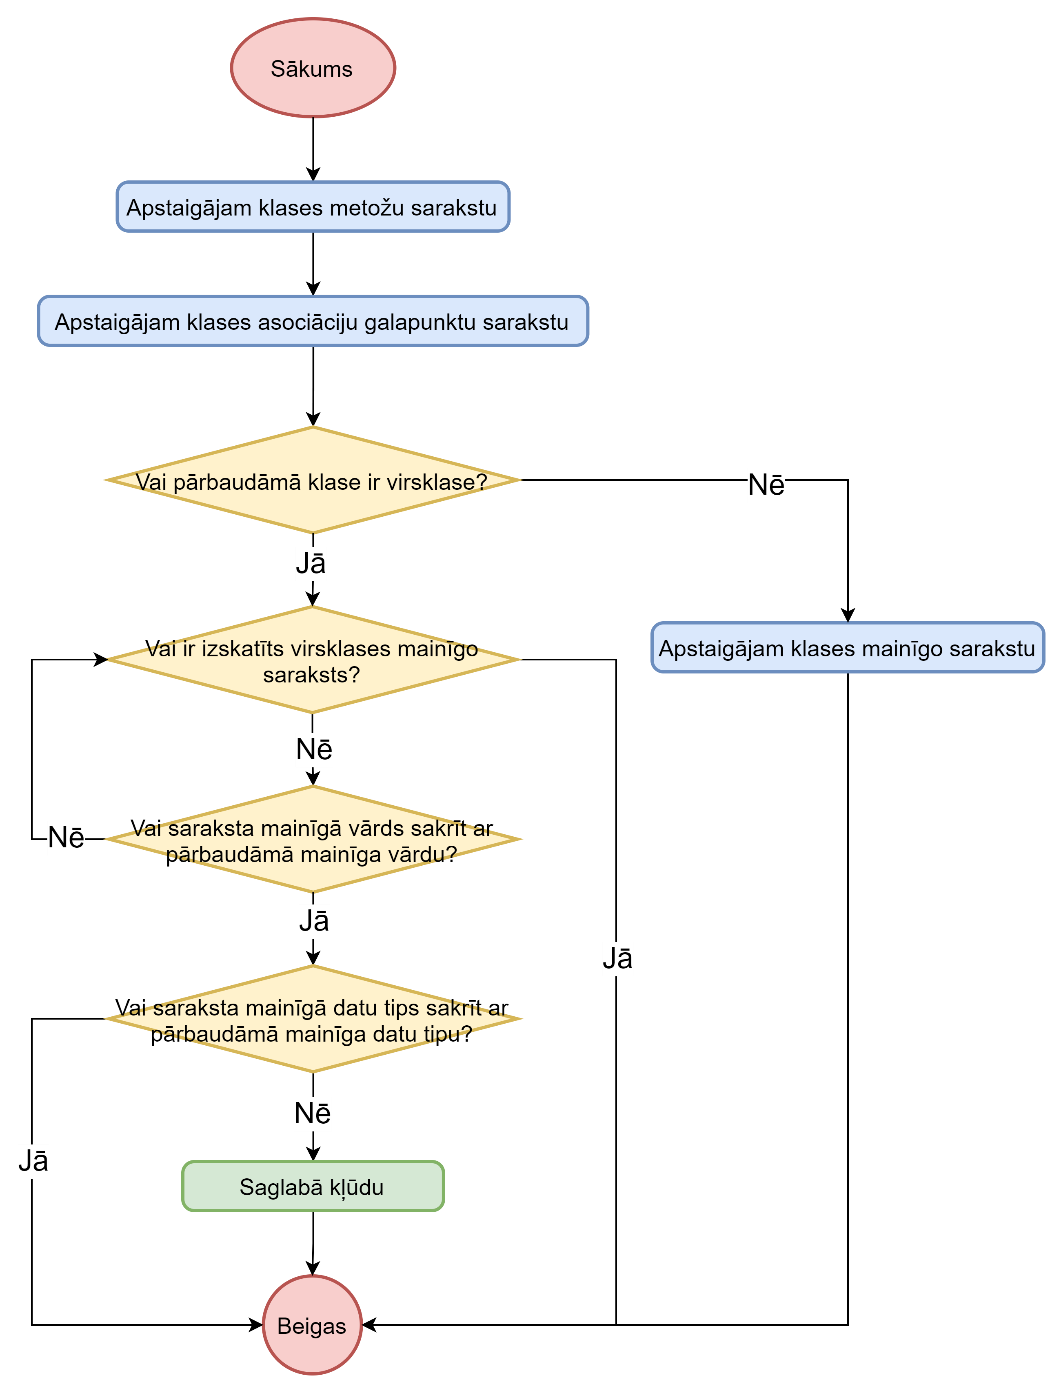 Sākums
Apstaigājam klases metožu sarakstu
Apstaigājam klases asociāciju galapunktu sarakstu
Vai pārbaudāmā klase ir virsklase?
Nē
Jā
Vai ir izskatīts virsklases mainīgo
saraksts?
Apstaigājam klases mainīgo sarakstu
Nē
Vai saraksta mainīgā vārds sakrīt ar
pārbaudāmā mainīga vārdu?
Nē
Jā
Jā
Vai saraksta mainīgā datu tips sakrīt ar
pārbaudāmā mainīga datu tipu?
Nē
Jā
Saglabā kļūdu
Beigas